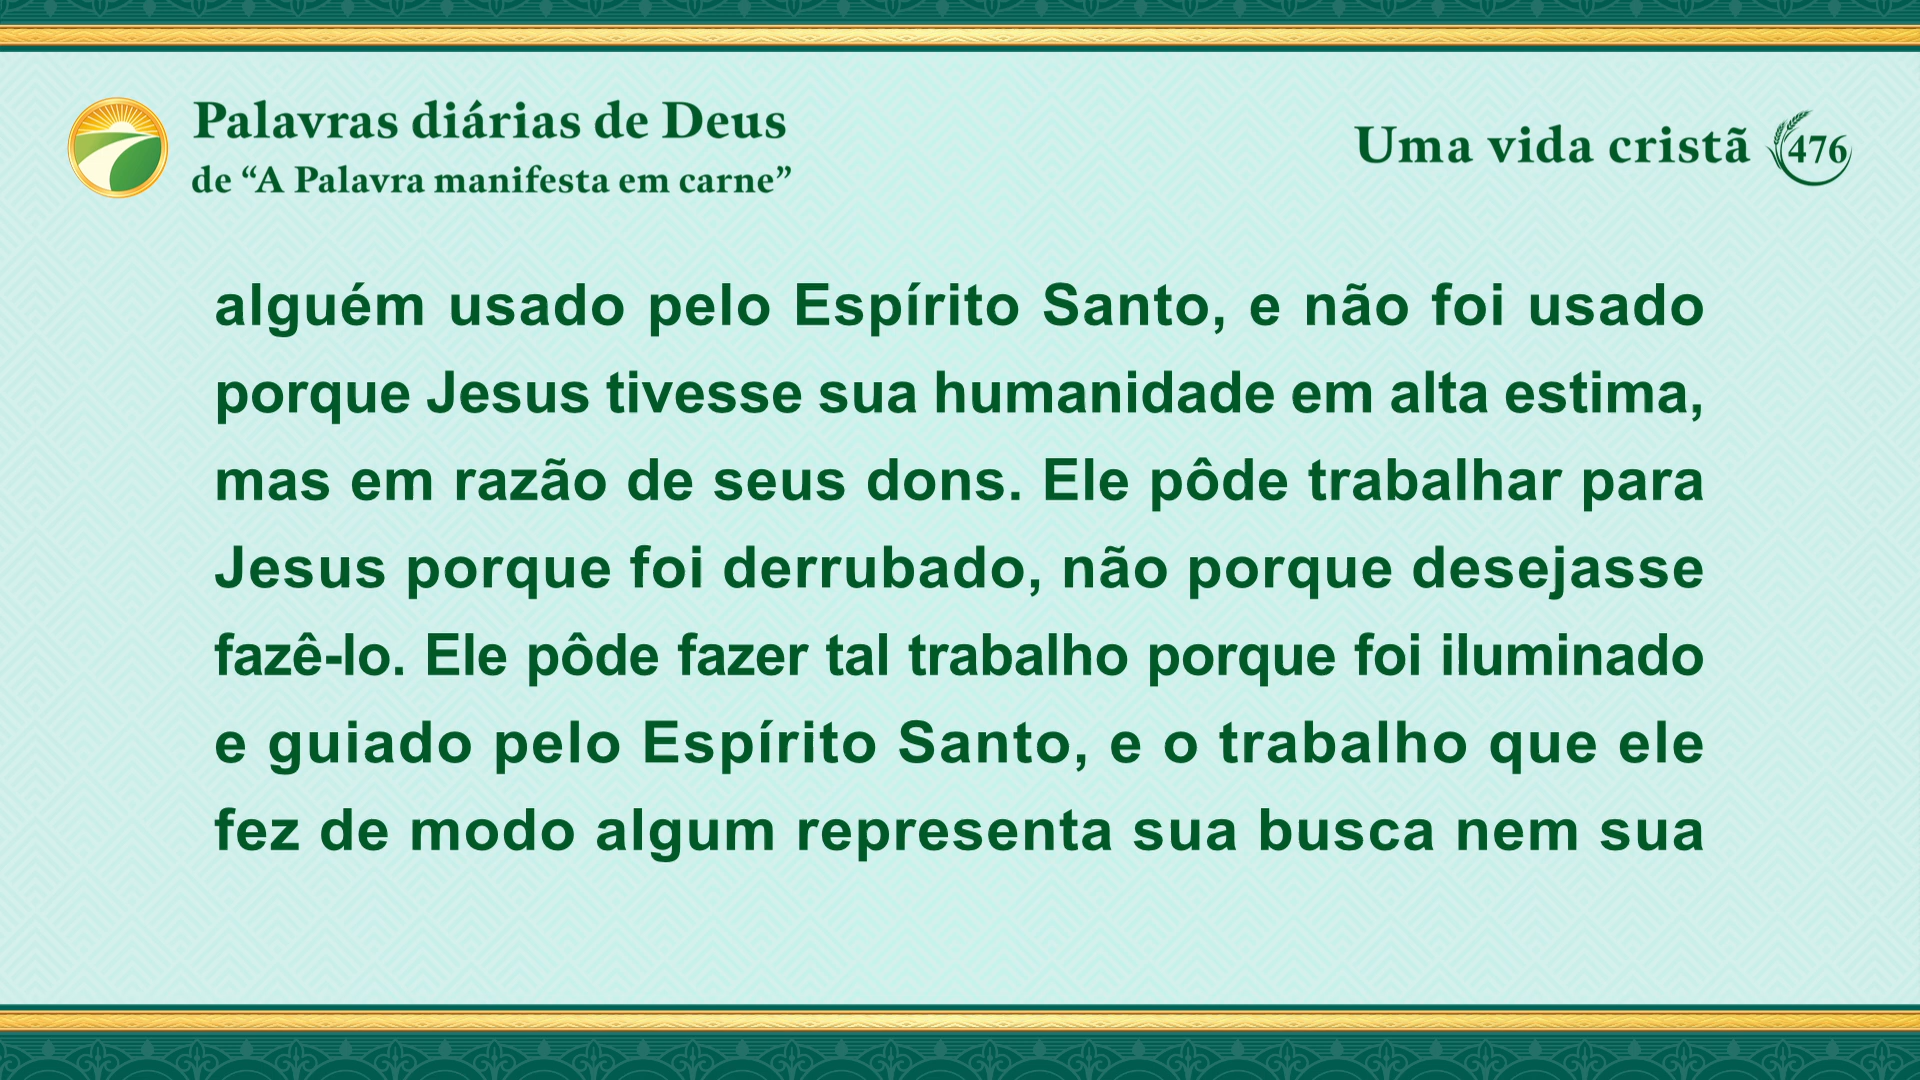 Palavras diárias de Deus
de “A Palavra manifesta em carne”
Uma vida cristã 476
alguém usado pelo Espírito Santo, e não foi usado
porque Jesus tivesse sua humanidade em alta estima,
mas em razão de seus dons. Ele pôde trabalhar para
Jesus porque foi derrubado, não porque desejasse
fazê-lo. Ele pôde fazer tal trabalho porque foi iluminado
e guiado pelo Espírito Santo, e o trabalho que ele
fez de modo algum representa sua busca nem sua